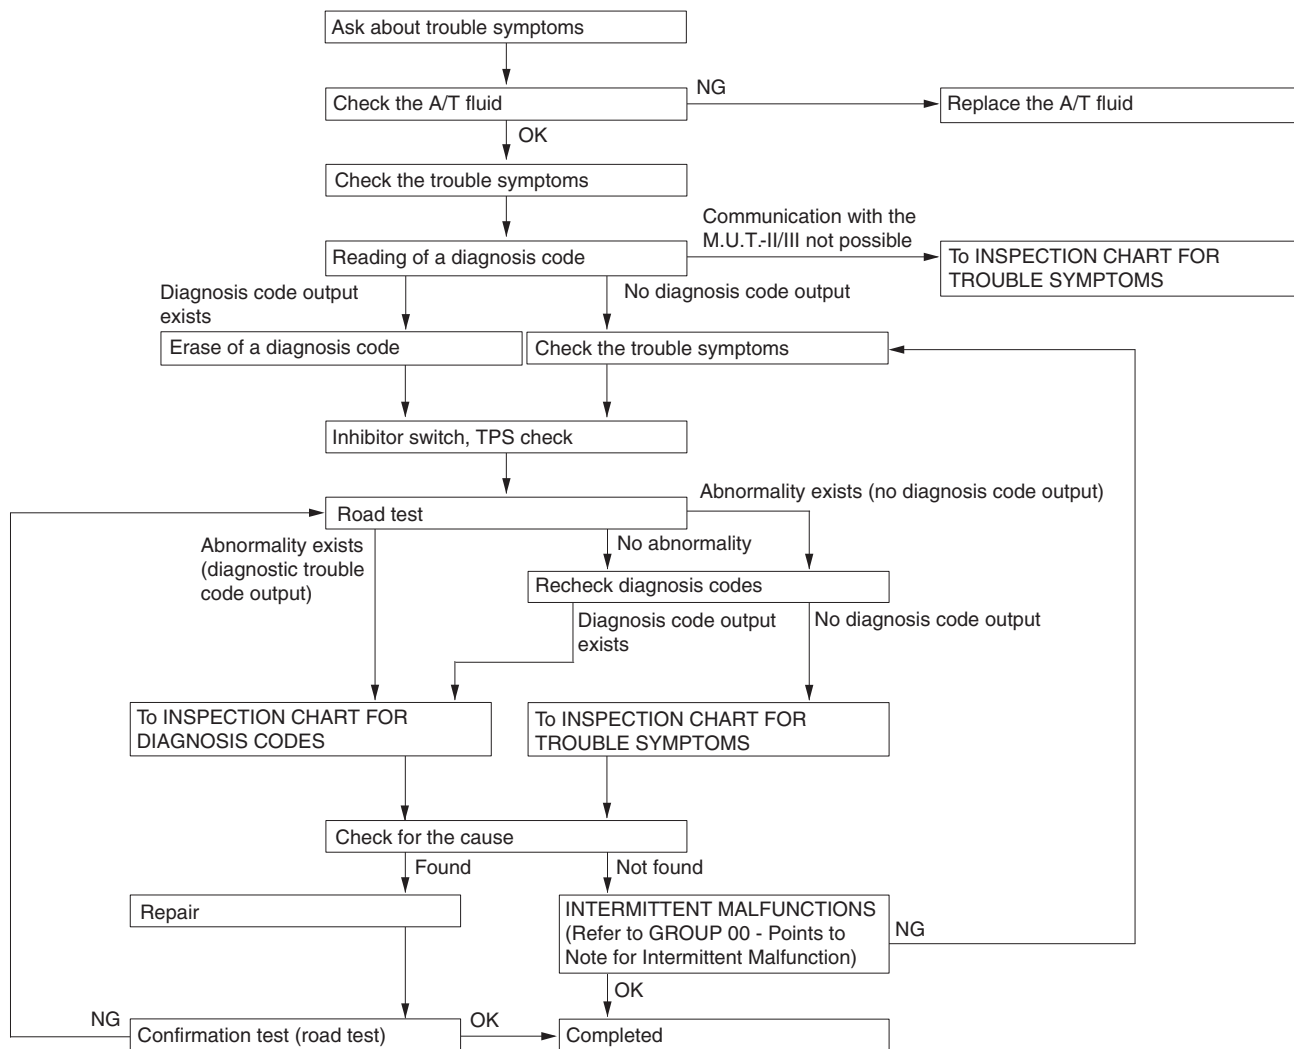 Ask about trouble symptoms
Check the A/T fluid
NG
Replace the A/T fluid
OK
Check the trouble symptoms
Communication with the
M.U.T.-II/III not possible
Reading of a diagnosis code
To INSPECTION CHART FOR
TROUBLE SYMPTOMS
Diagnosis code output
exists
No diagnosis code output
Erase of a diagnosis code
Check the trouble symptoms
Inhibitor switch, TPS check
Abnormality exists (no diagnosis code output)
Road test
Abnormality exists
(diagnostic trouble
code output)
No abnormality
Recheck diagnosis codes
Diagnosis code output
exists
No diagnosis code output
To INSPECTION CHART FOR
DIAGNOSIS CODES
To INSPECTION CHART FOR
TROUBLE SYMPTOMS
Check for the cause
Found
Not found
Repair
INTERMITTENT MALFUNCTIONS
(Refer to GROUP 00 - Points to
Note for Intermittent Malfunction)
NG
OK
NG
Confirmation test (road test)
OK
Completed